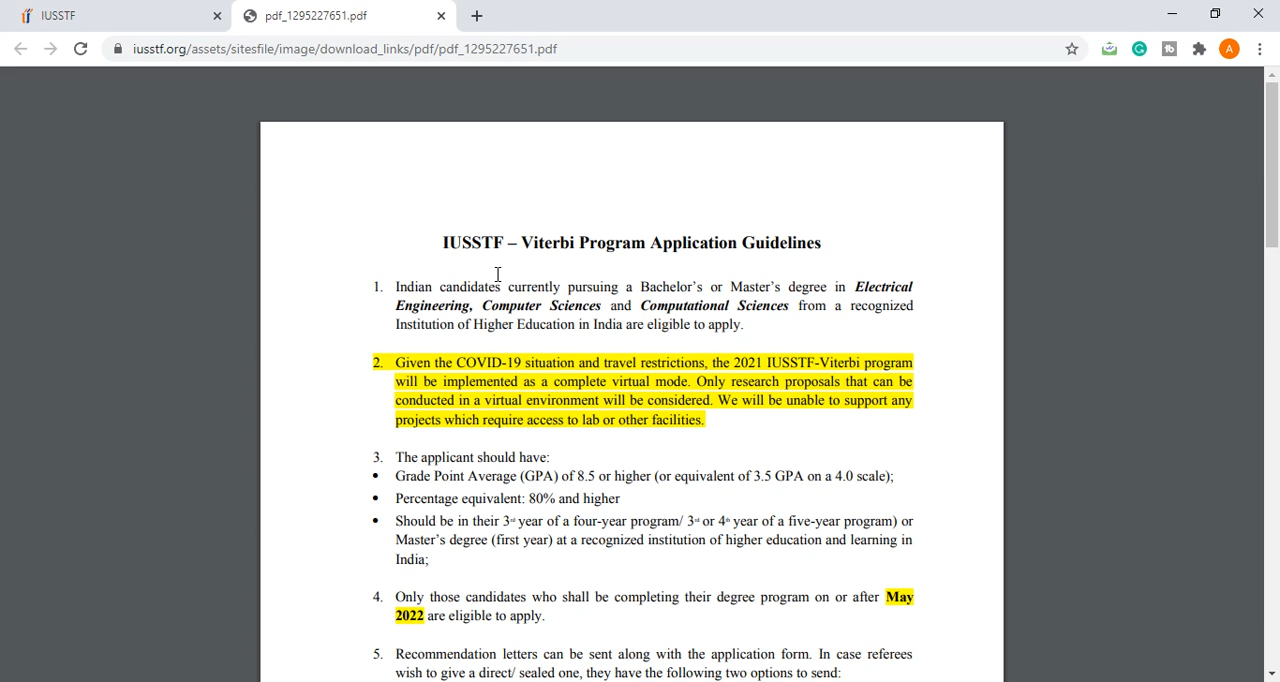 IUSSTF
pdf_1295227651.pdf
iusstf.org/assets/sitesfile/image/download_links/pdf/pdf_1295227651.pdf
A
IUSSTF – Viterbi Program Application Guidelines
1. Indian candidates currently pursuing a Bachelor's or Master's degree in Electrical
Engineering, Computer Sciences and Computational Sciences from a recognized
Institution of Higher Education in India are eligible to apply.
2. Given the COVID-19 situation and travel restrictions, the 2021 IUSSTF-Viterbi program
will be implemented as a complete virtual mode. Only research proposals that can be
conducted in a virtual environment will be considered. We will be unable to support any
projects which require access to lab or other facilities.
3. The applicant should have:
• Grade Point Average (GPA) of 8.5 or higher (or equivalent of 3.5 GPA on a 4.0 scale);
• Percentage equivalent: 80% and higher
• Should be in their 3rd year of a four-year program/ 3rd or 4th year of a five-year program) or
Master's degree (first year) at a recognized institution of higher education and learning in
India;
4. Only those candidates who shall be completing their degree program on or after May
2022 are eligible to apply.
5. Recommendation letters can be sent along with the application form. In case referees
wish to give a direct/ sealed one, they have the following two options to send: